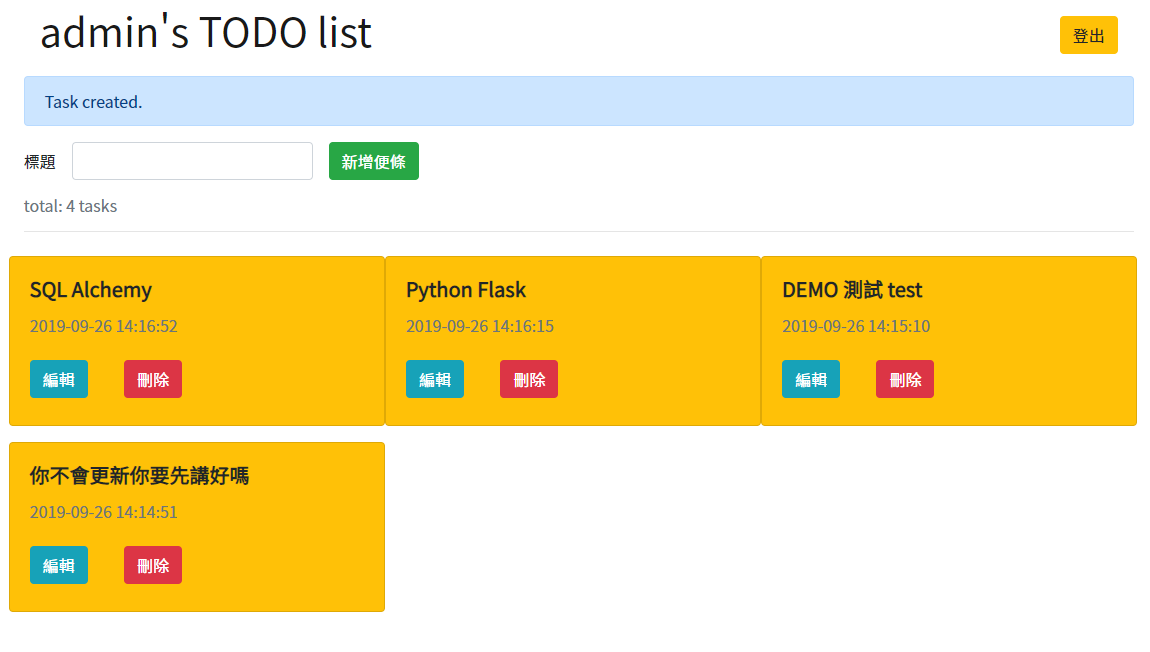 admin's TODO list
登出
Task created.
標題
新增便條
total: 4 tasks
SQL Alchemy
2019-09-26 14:16:52
編輯 刪除
Python Flask
2019-09-26 14:16:15
編輯 刪除
DEMO 測試 test
2019-09-26 14:15:10
編輯 刪除
你不會更新你要先講好嗎
2019-09-26 14:14:51
編輯 刪除